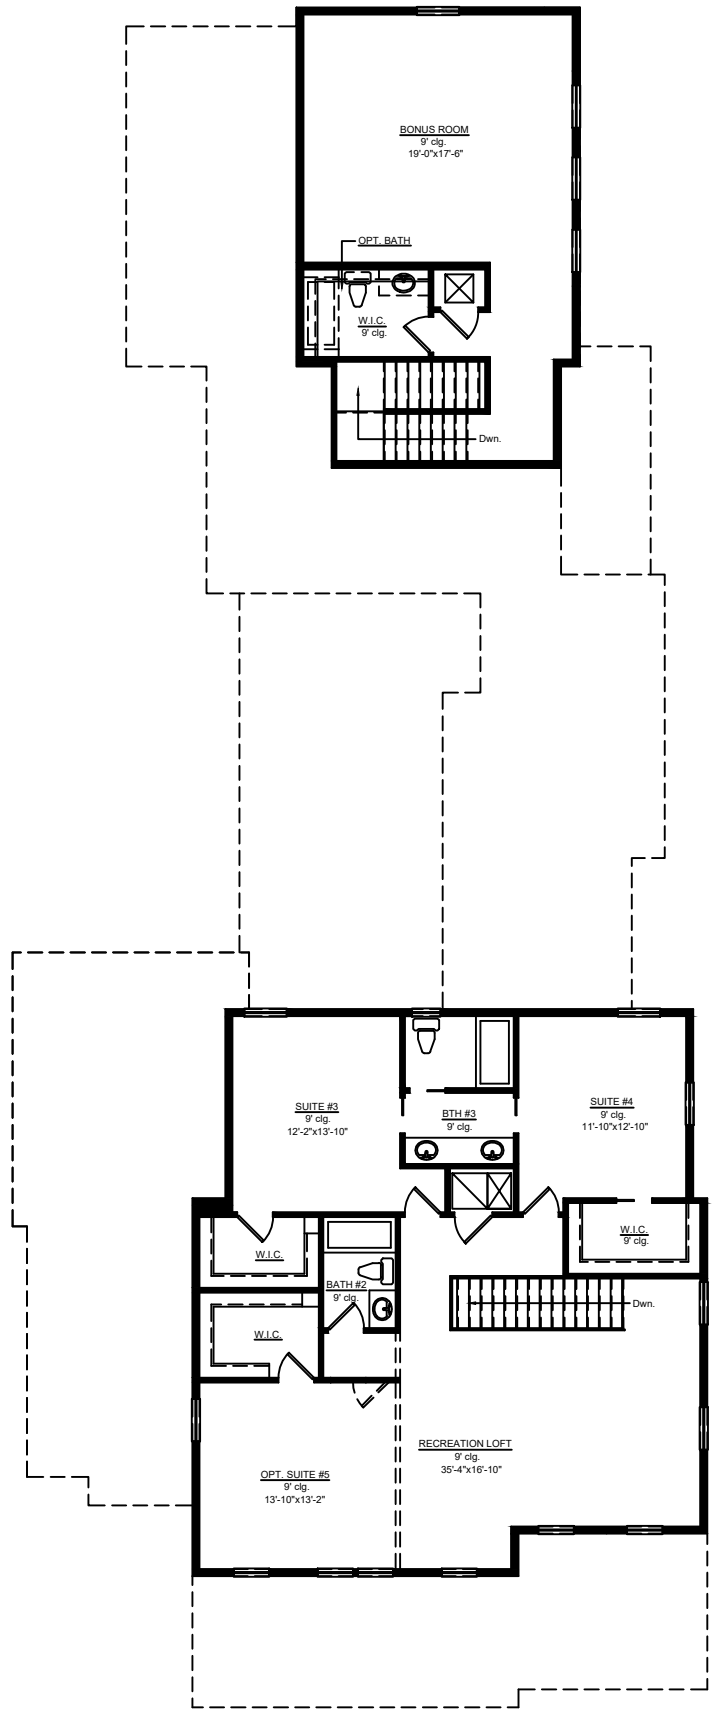 BONUS ROOM
9' clg.
19'-0"x17'-6"
OPT. BATH
W.I.C.
9' clg.
Dwn.
SUITE #3
9' clg.
12'-2"x13'-10"
BTH #3
9' clg.
SUITE #4
9' clg.
11'-10"x12'-10"
W.I.C.
9' clg.
W.I.C.
BATH #2
9' clg.
Dwn.
W.I.C.
RECREATION LOFT
9' clg.
35'-4"x16'-10"
OPT. SUITE #5
9' clg.
13'-10"x13'-2"